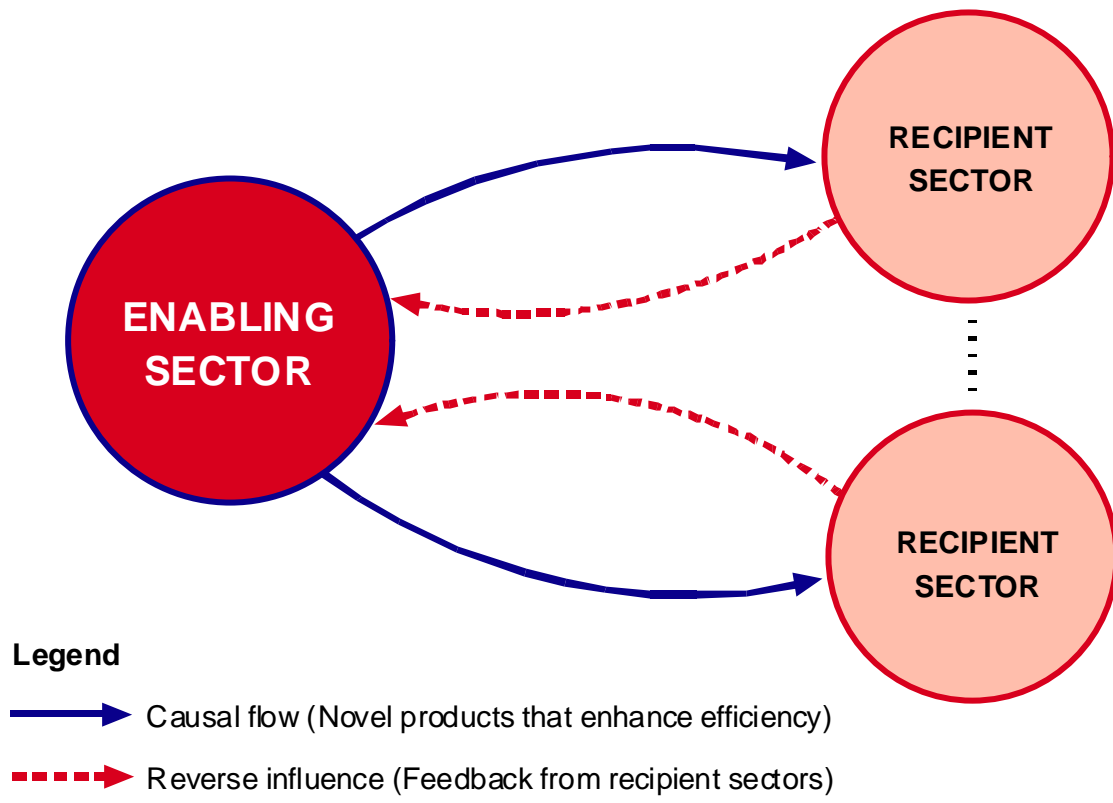 RECIPIENT
SECTOR
ENABLING
SECTOR
RECIPIENT
SECTOR
Legend
Causal flow (Novel products that enhance efficiency)
Reverse influence (Feedback from recipient sectors)